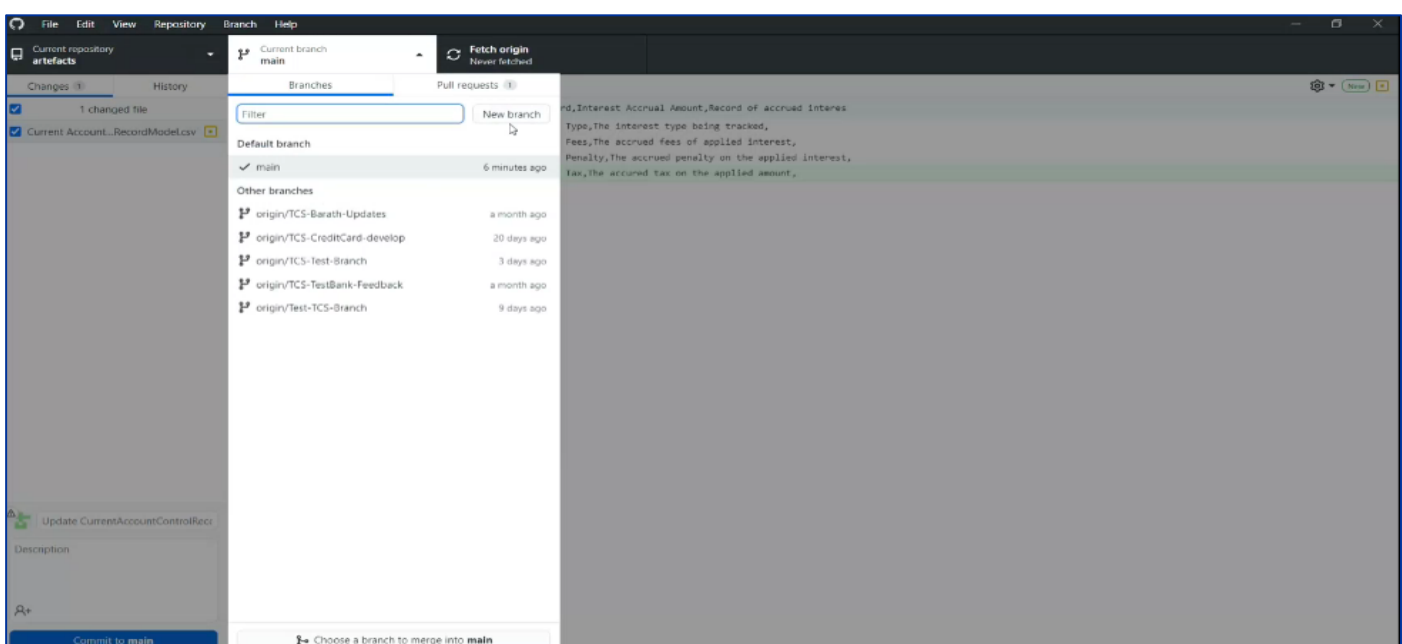 File Edit View Repository Branch Help
Current repository
artefacts
Current branch
main
Fetch origin
Never fetched
Changes 1 History
Branches Pull requests 1
New
1 changed file
Current Account...RecordModel.csv
Filter New branch
Default branch
main 6 minutes ago
Other branches
origin/TCS-Barath-Updates a month ago
origin/TCS-CreditCard-develop 20 days ago
origin/TCS-Test-Branch 3 days ago
origin/TCS-TestBank-Feedback a month ago
origin/Test-TCS-Branch 9 days ago
rd,Interest Accrual Amount,Record of accrued interes
Type,The interest type being tracked,
Fees,The accrued fees of applied interest,
Penalty,The accrued penalty on the applied interest,
Tax,The accured tax on the applied amount,
Update CurrentAccountControlReci
Description
Commit to main
Choose a branch to merge into main